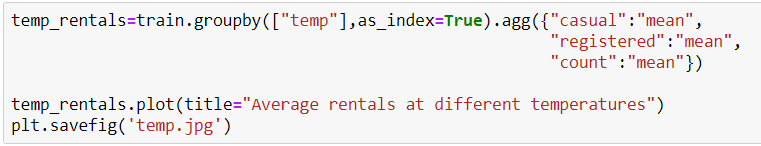 temp_rentals=train.groupby(["temp"],as_index=True).agg({"casual":"mean",
"registered":"mean",
"count":"mean"})
temp_rentals.plot(title="Average rentals at different temperatures")
plt.savefig('temp.jpg')